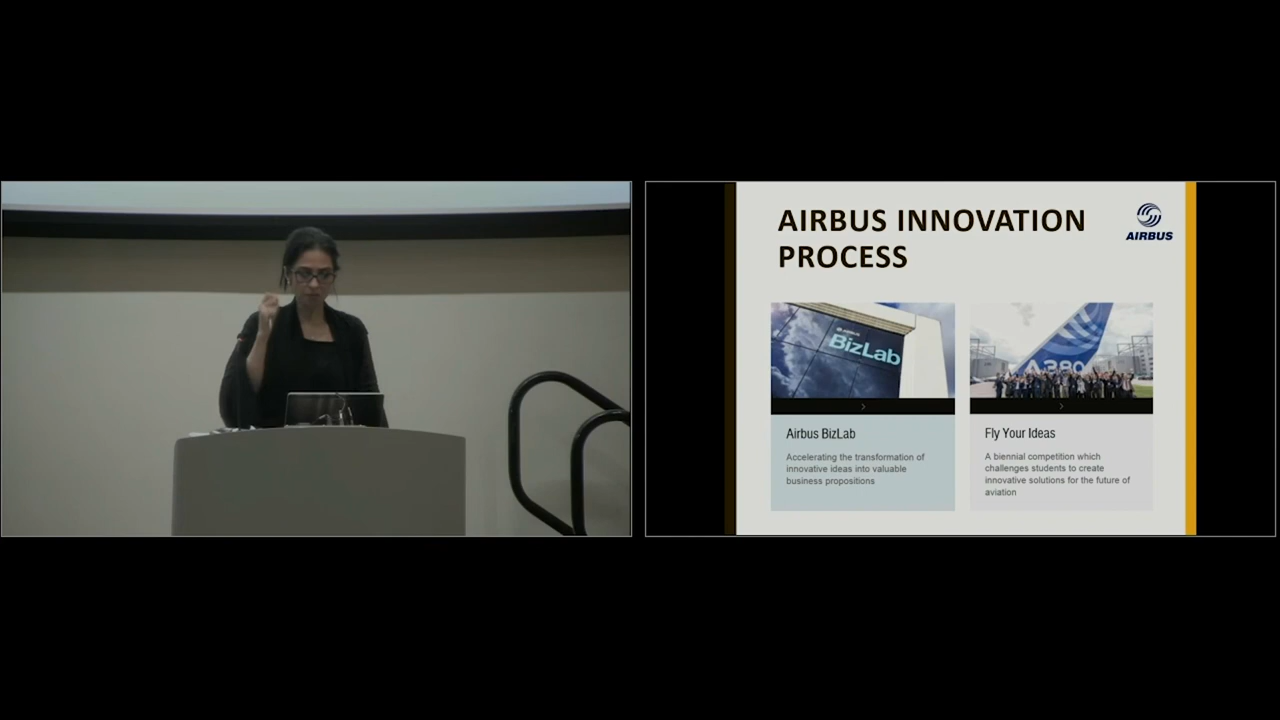 AIRBUS INNOVATION
PROCESS
AIRBUS
AIRBUS
BizLab
A380
Airbus BizLab
Accelerating the transformation of
innovative ideas into valuable
business propositions
Fly Your Ideas
A biennial competition which
challenges students to create
innovative solutions for the future of
aviation